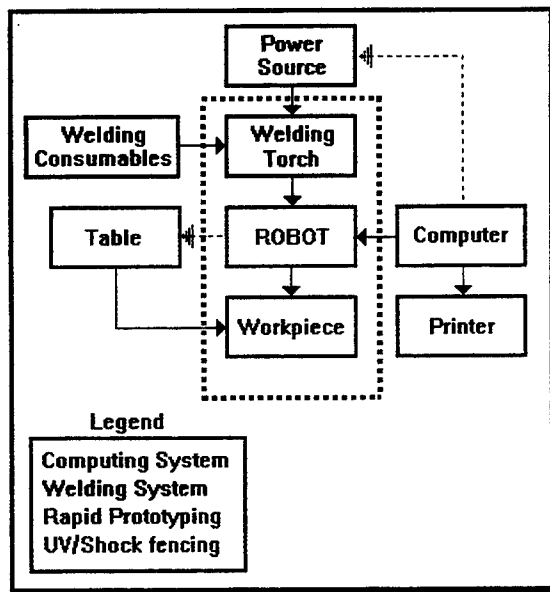 Power
Source
Welding
Consumables
Welding
Torch
Table
ROBOT
Computer
Workpiece
Printer
Legend
Computing System
Welding System
Rapid Prototyping
UV/Shock fencing